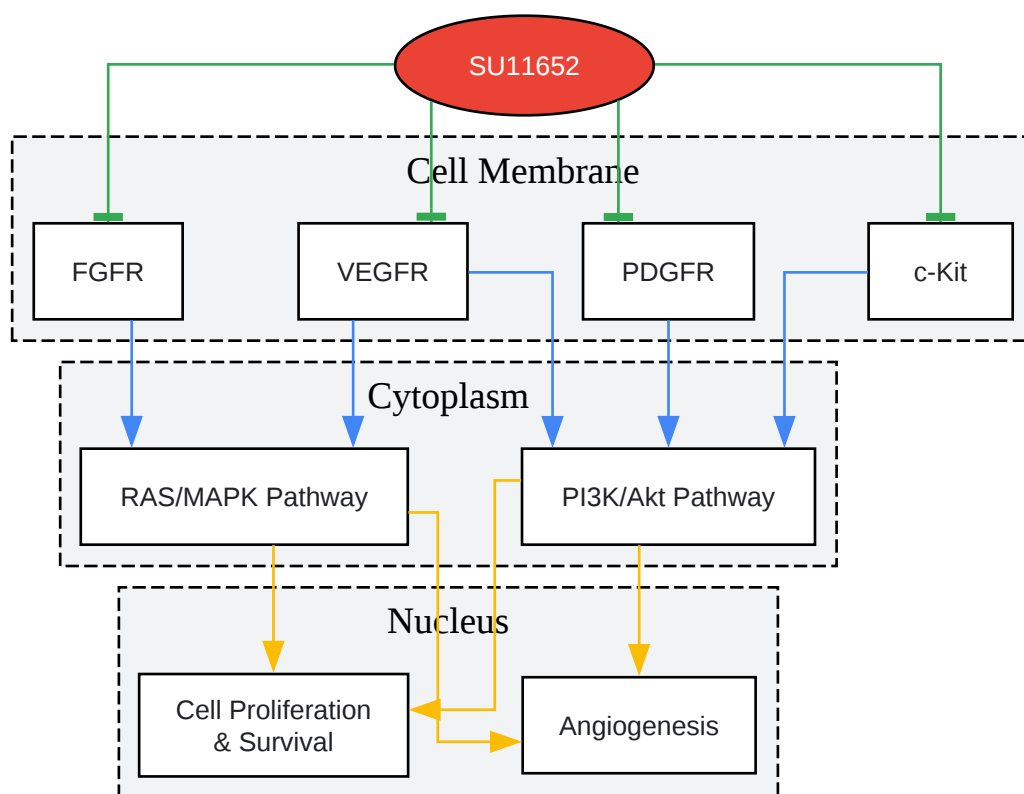 SU11652
Cell Membrane
FGFR
VEGFR
PDGFR
c-Kit
Cytoplasm
RAS/MAPK Pathway
PI3K/Akt Pathway
Nucleus
Cell Proliferation
& Survival
Angiogenesis